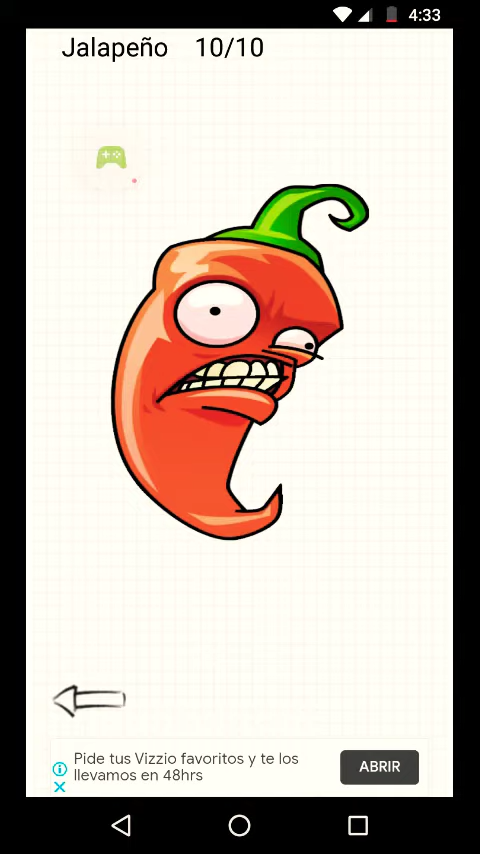 4:33
Jalapeño 10/10
Pide tus Vizzio favoritos y te los
llevamos en 48hrs
ABRIR